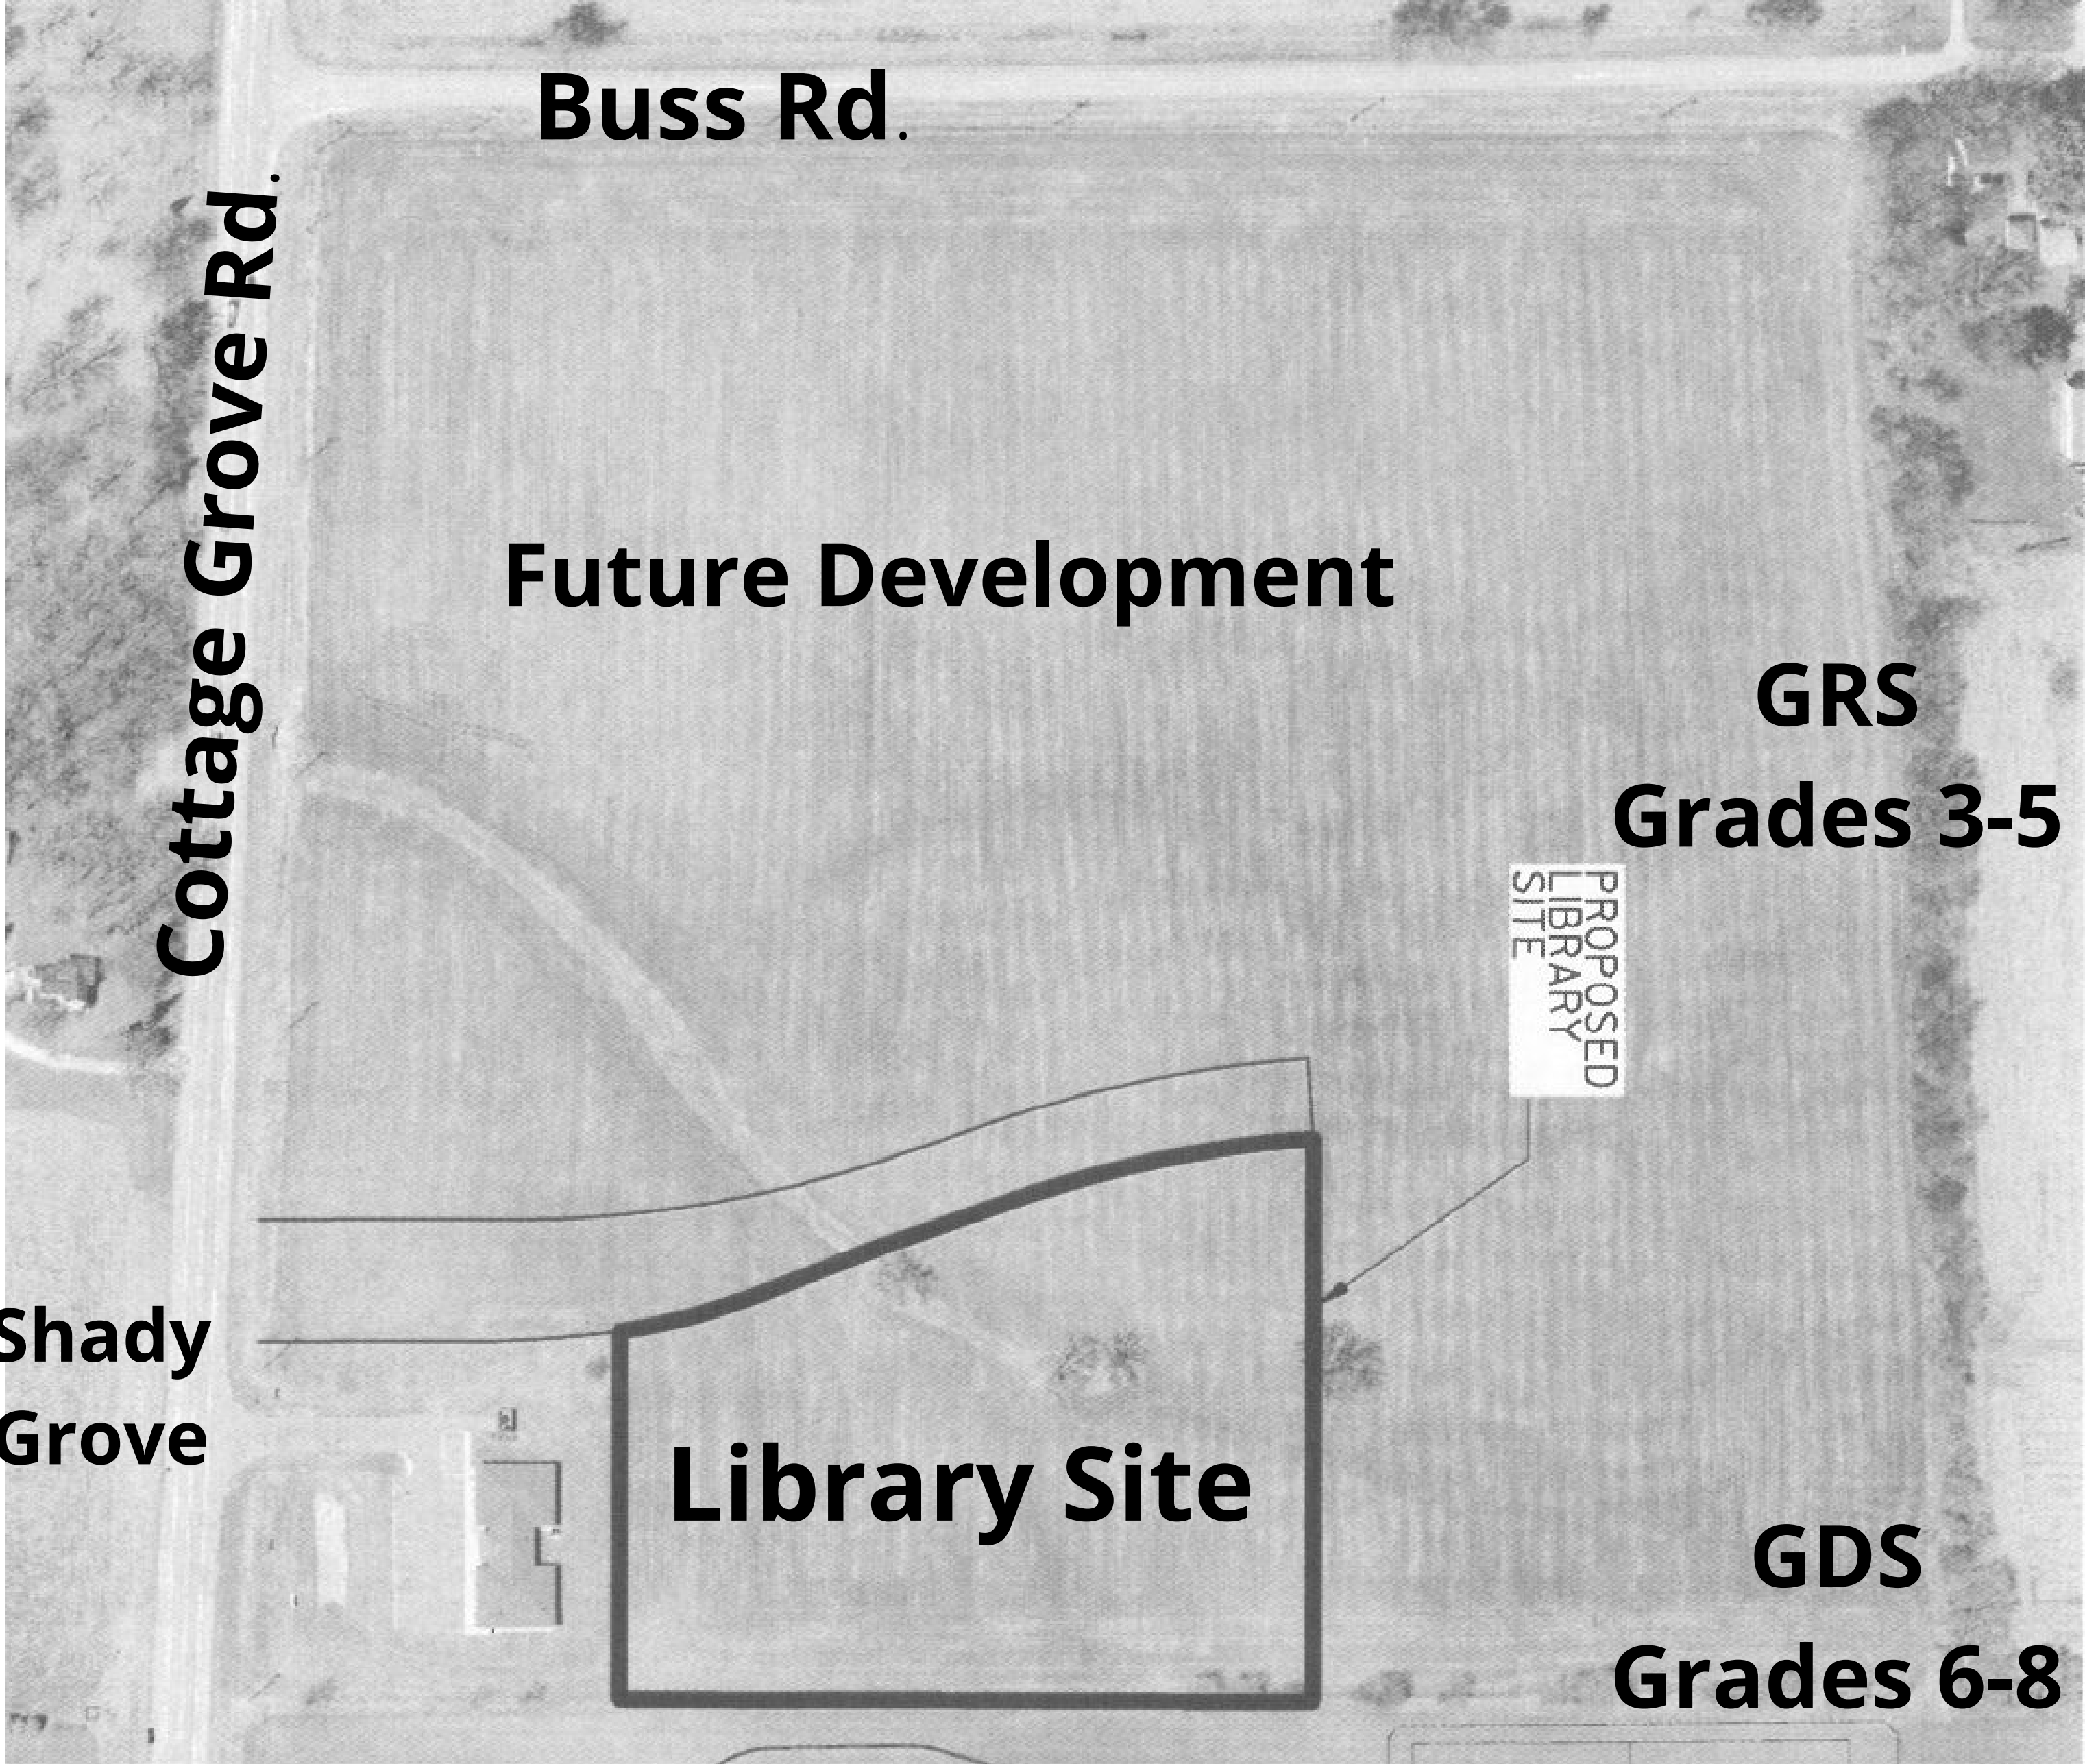 Buss Rd.
Cottage Grove Rd.
Future Development
GRS
Grades 3-5
PROPOSED
LIBRARY
SITE
Shady
Grove
Library Site
GDS
Grades 6-8